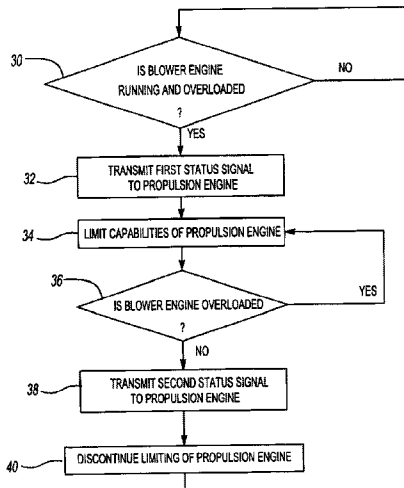 30
IS BLOWER ENGINE
RUNNING AND OVERLOADED
?
NO
YES
32
TRANSMIT FIRST STATUS SIGNAL
TO PROPULSION ENGINE
34
LIMIT CAPABILITIES OF PROPULSION ENGINE
36
IS BLOWER ENGINE OVERLOADED
?
YES
NO
38
TRANSMIT SECOND STATUS SIGNAL
TO PROPULSION ENGINE
40
DISCONTINUE LIMITING OF PROPULSION ENGINE